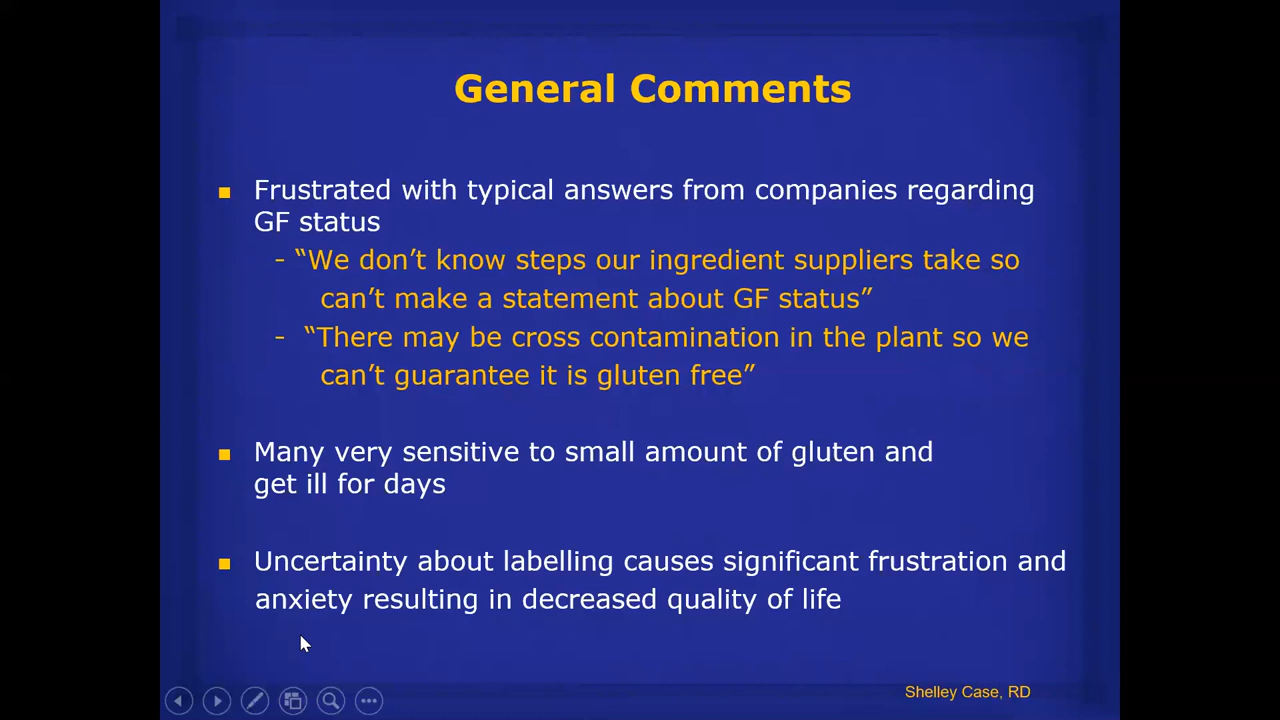 General Comments
Frustrated with typical answers from companies regarding
GF status
- “We don’t know steps our ingredient suppliers take so
can’t make a statement about GF status”
- “There may be cross contamination in the plant so we
can’t guarantee it is gluten free”
Many very sensitive to small amount of gluten and
get ill for days
Uncertainty about labelling causes significant frustration and
anxiety resulting in decreased quality of life
Shelley Case, RD